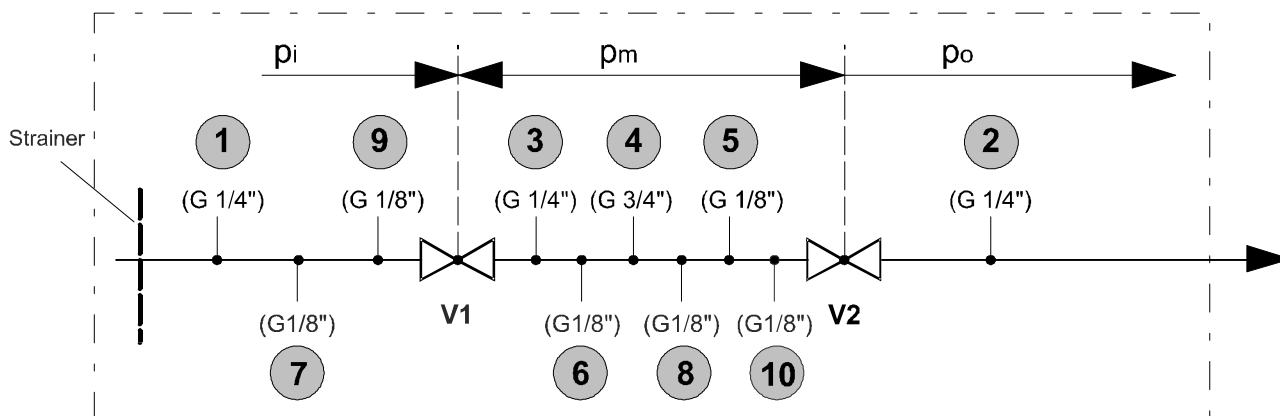 pi pm po
Strainer
1 9 3 4 5 2
(G 1/4") (G 1/8") (G 1/4") (G 3/4") (G 1/8") (G 1/4")
V1 V2
(G1/8") (G1/8") (G1/8") (G1/8")
7 6 8 10